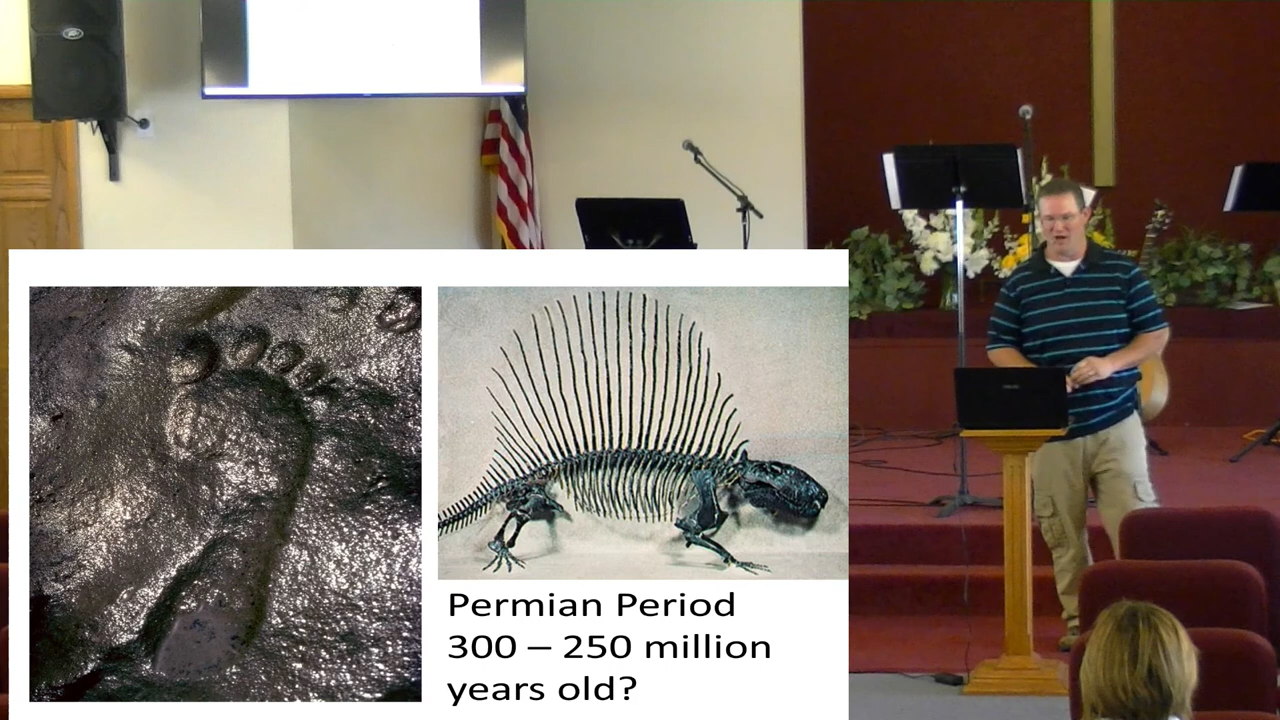 Permian Period
300 – 250 million
years old?